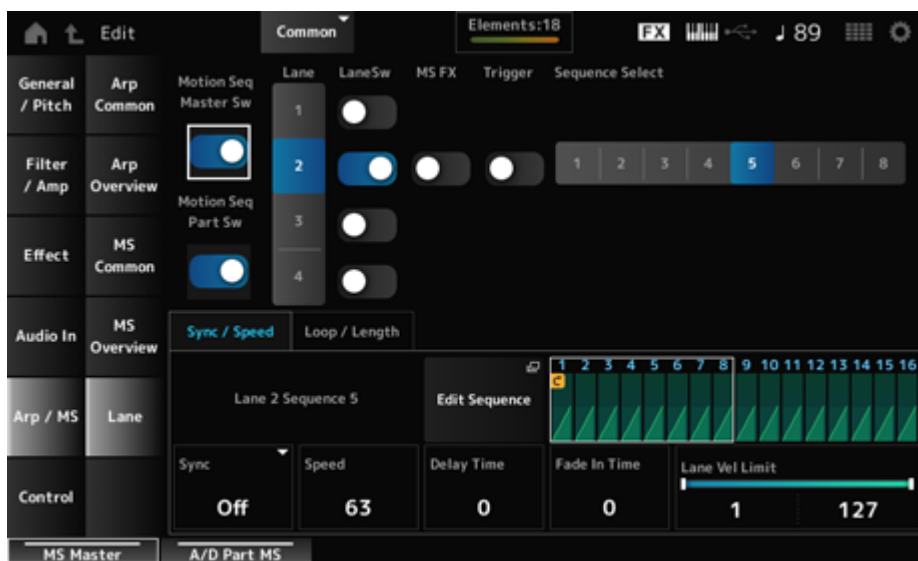 Edit
Common
Elements:18
FX
♩ 89
General / Pitch
Arp Common
Filter / Amp
Arp Overview
Effect
MS Common
Audio In
MS Overview
Arp / MS
Lane
Control
Motion Seq Master Sw
Motion Seq Part Sw
Lane LaneSw MS FX Trigger Sequence Select
1
2
3
4
1 2 3 4 5 6 7 8
Sync / Speed Loop / Length
Lane 2 Sequence 5
Edit Sequence
1 2 3 4 5 6 7 8 9 10 11 12 13 14 15 16
C
Sync
Off
Speed
63
Delay Time
0
Fade In Time
0
Lane Vel Limit
1 127
MS Master A/D Part MS